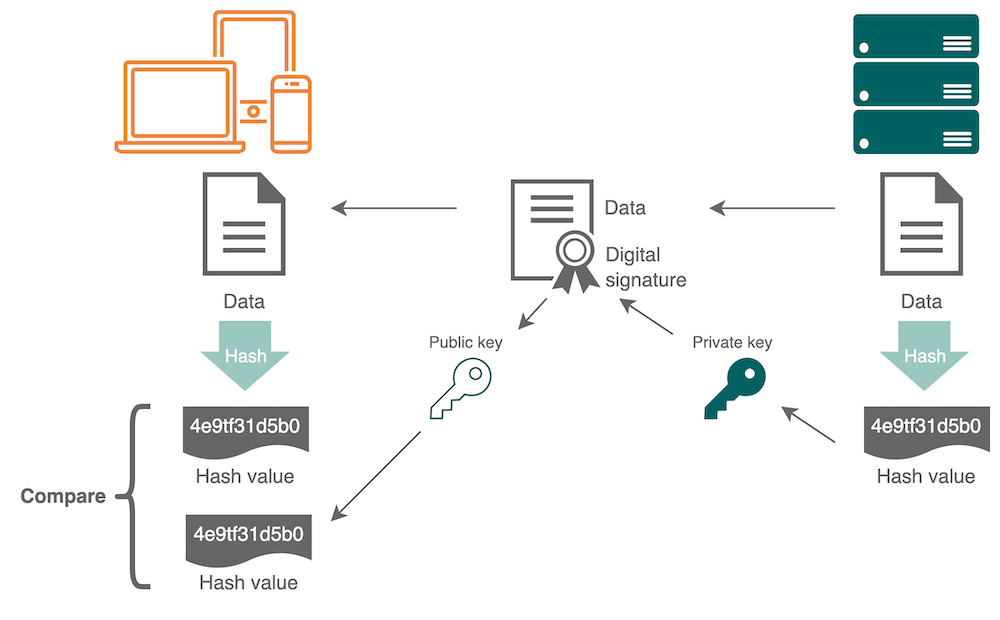 Data
Digital
signature
Data
Data
Hash
Hash
Public key
Private key
4e9tf31d5b0
Hash value
4e9tf31d5b0
Hash value
Compare
4e9tf31d5b0
Hash value